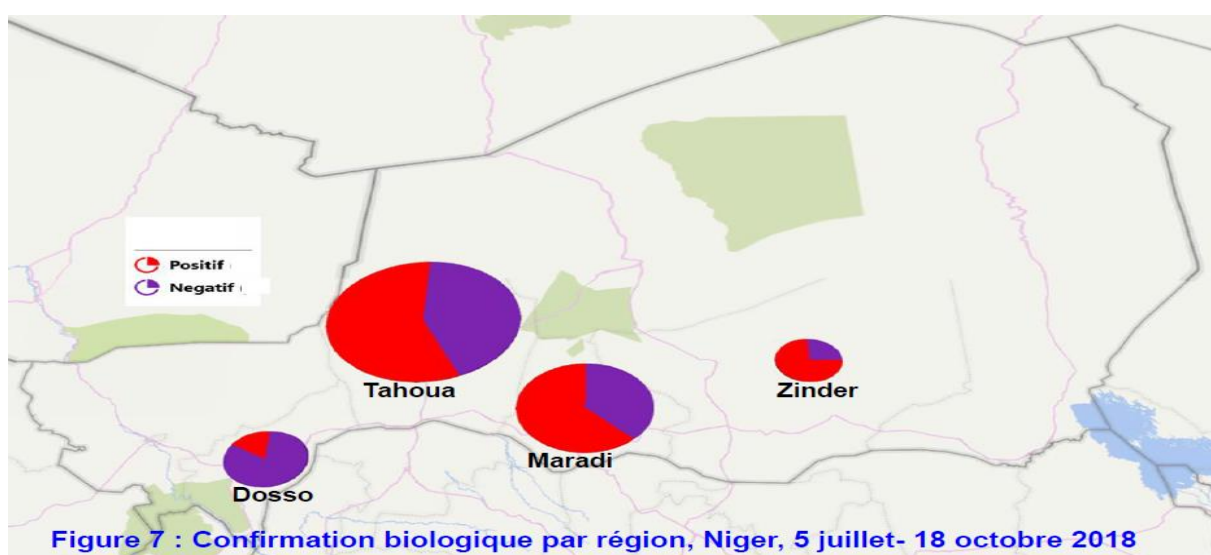 Positif
Negatif
Tahoua
Zinder
Maradi
Dosso
Figure 7 : Confirmation biologique par région, Niger, 5 juillet- 18 octobre 2018